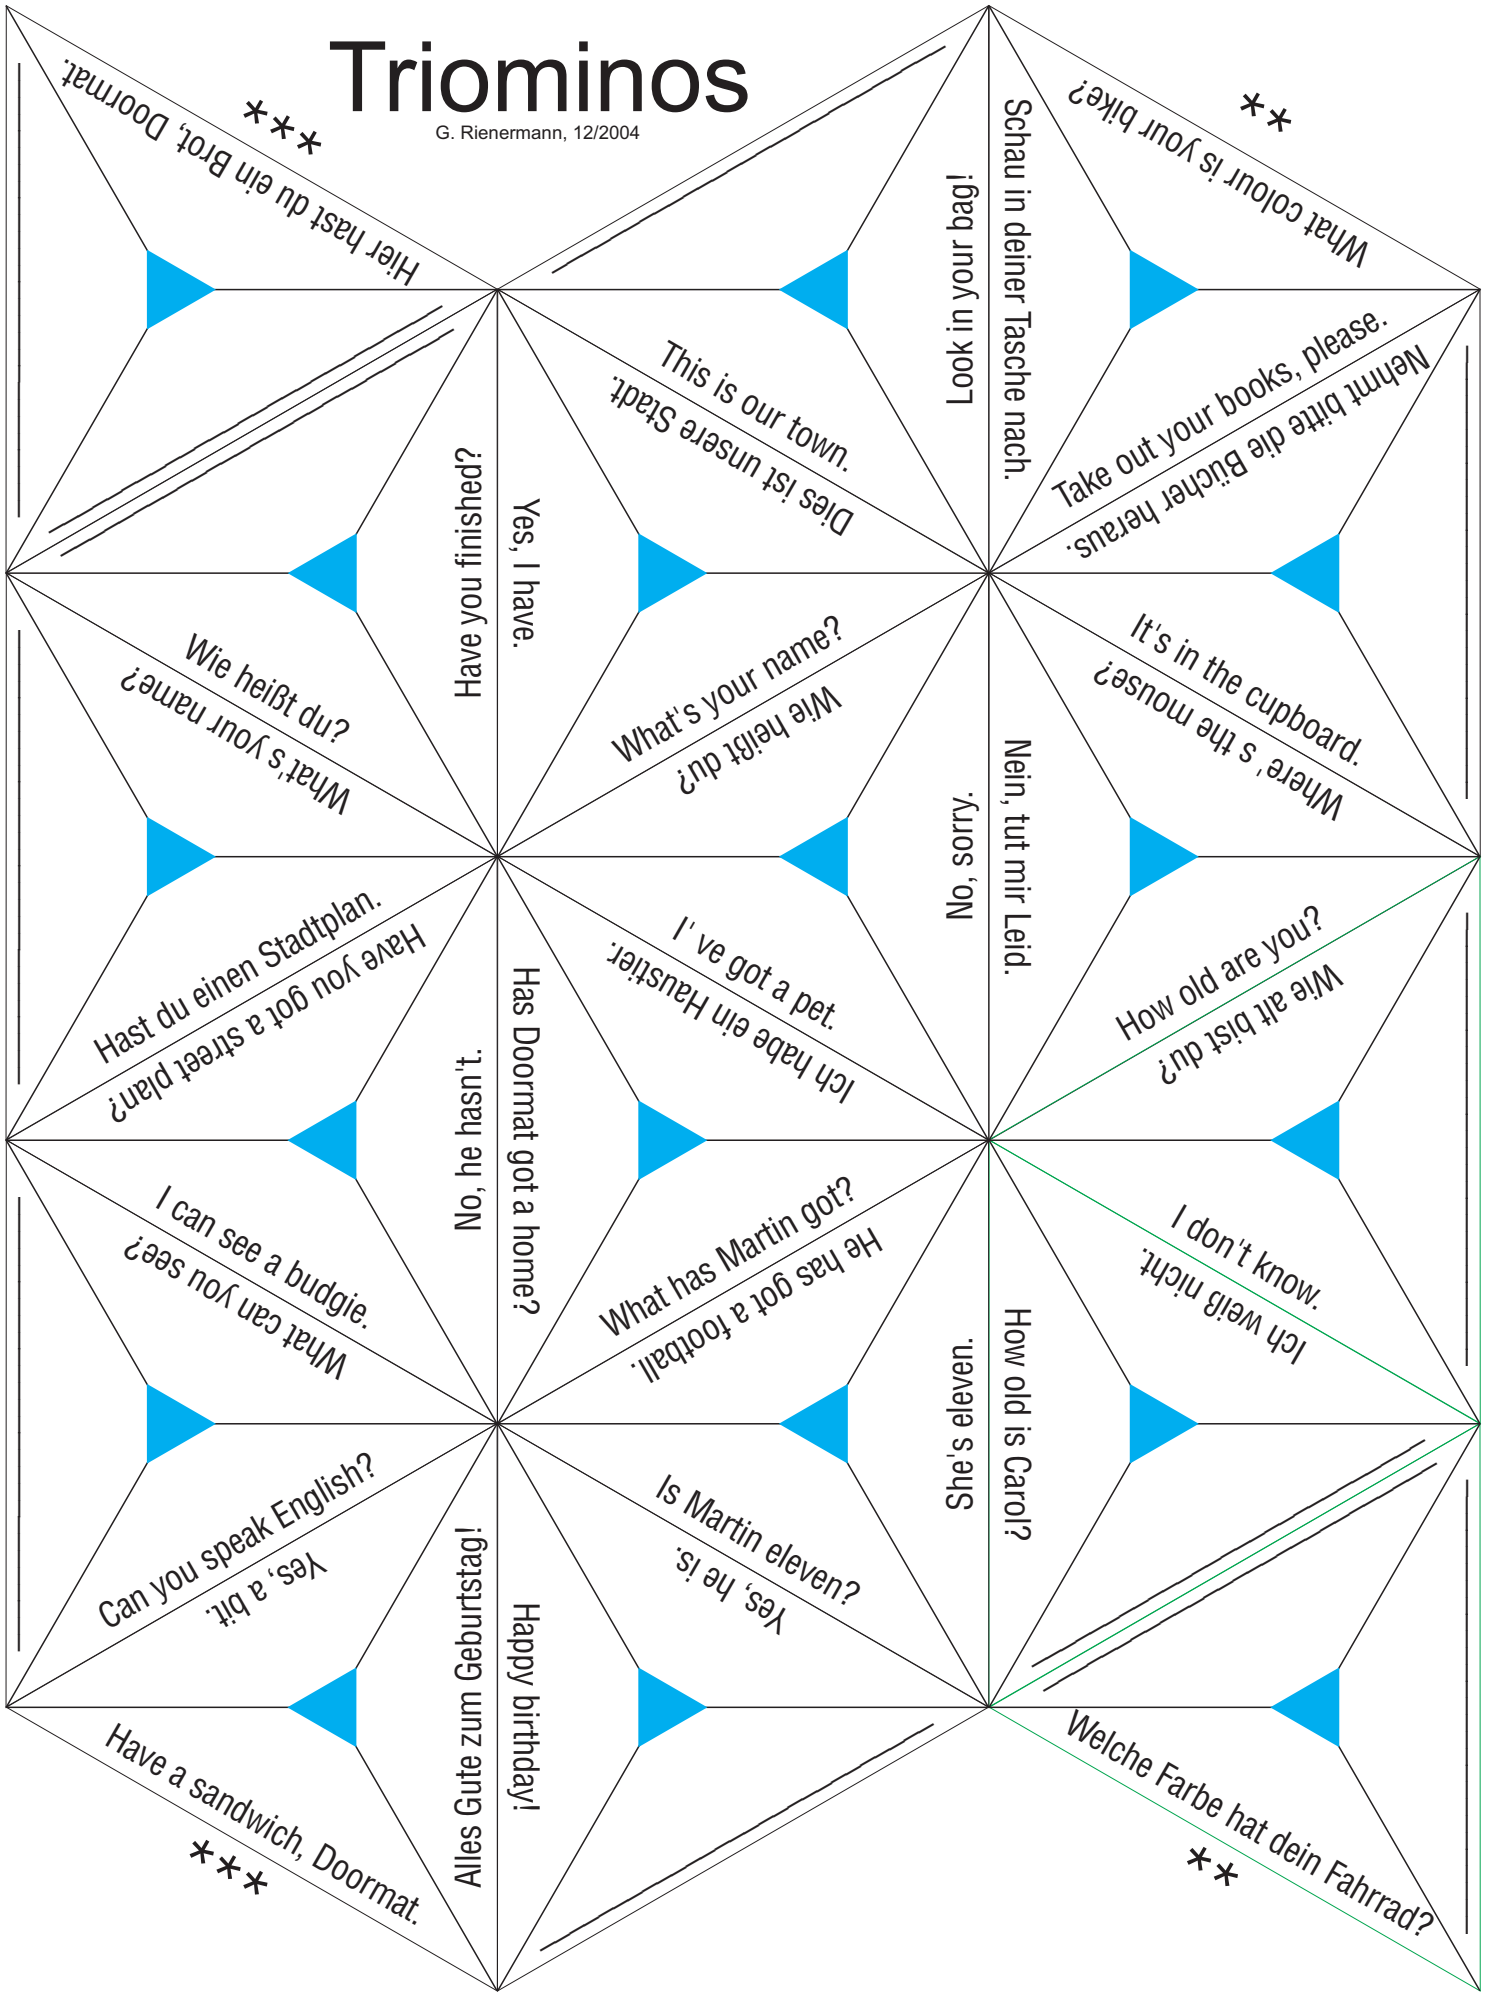 Triominos
G. Rienermann, 12/2004
Hier hast du ein Brot, Doormat.
***
Look in your bag!
Schau in deiner Tasche nach.
What colour is your bike?
**
This is our town.
Dies ist unsere Stadt.
Take out your books, please.
Nehmt bitte die Bücher heraus.
Have you finished?
Yes, I have.
Wie heißt du?
What's your name?
What's your name?
Wie heißt du?
It's in the cupboard.
Where' s the mouse?
No, sorry.
Nein, tut mir Leid.
Hast du einen Stadtplan.
Have you got a street plan?
I' ve got a pet.
Ich habe ein Haustier.
How old are you?
Wie alt bist du?
No, he hasn't.
Has Doormat got a home?
I can see a budgie.
What can you see?
What has Martin got?
He has got a football.
I don't know.
Ich weiß nicht.
She's eleven.
How old is Carol?
Can you speak English?
Yes, a bit.
Is Martin eleven?
Yes, he is.
Alles Gute zum Geburtstag!
Happy birthday!
Have a sandwich, Doormat.
***
Welche Farbe hat dein Fahrrad?
**